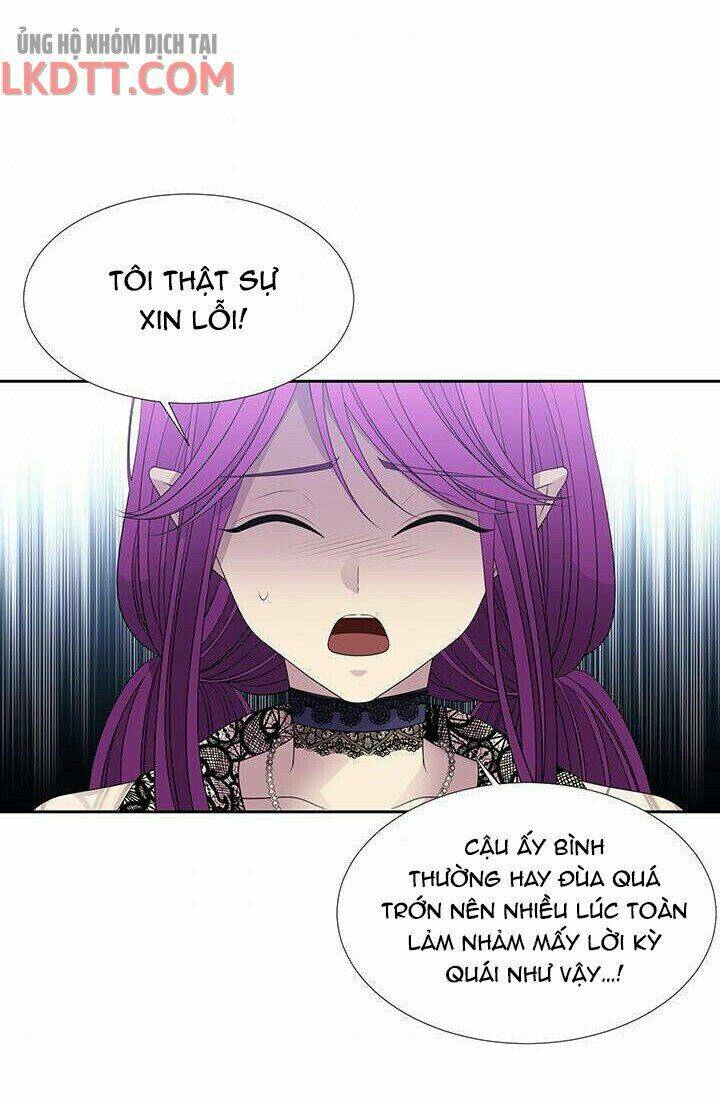 ỦNG HỘ NHÓM DỊCH TẠI
LKDTT.COM
TÔI THẬT SỰ
XIN LỖI!
CẬU ẤY BÌNH
THƯỜNG HAY ĐÙA QUÁ
TRỚN NÊN NHIỀU LÚC TOÀN
LẢM NHẢM MẤY LỜI KỲ
QUÁI NHƯ VẬY...!